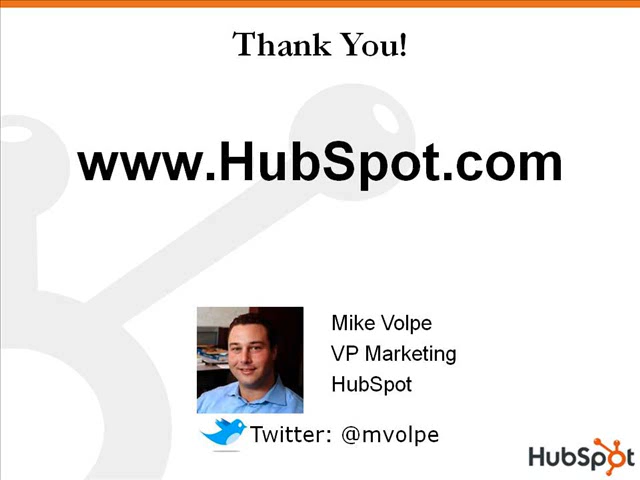 Thank You!
www.HubSpot.com
Mike Volpe
VP Marketing
HubSpot
Twitter: @mvolpe
HubSpot